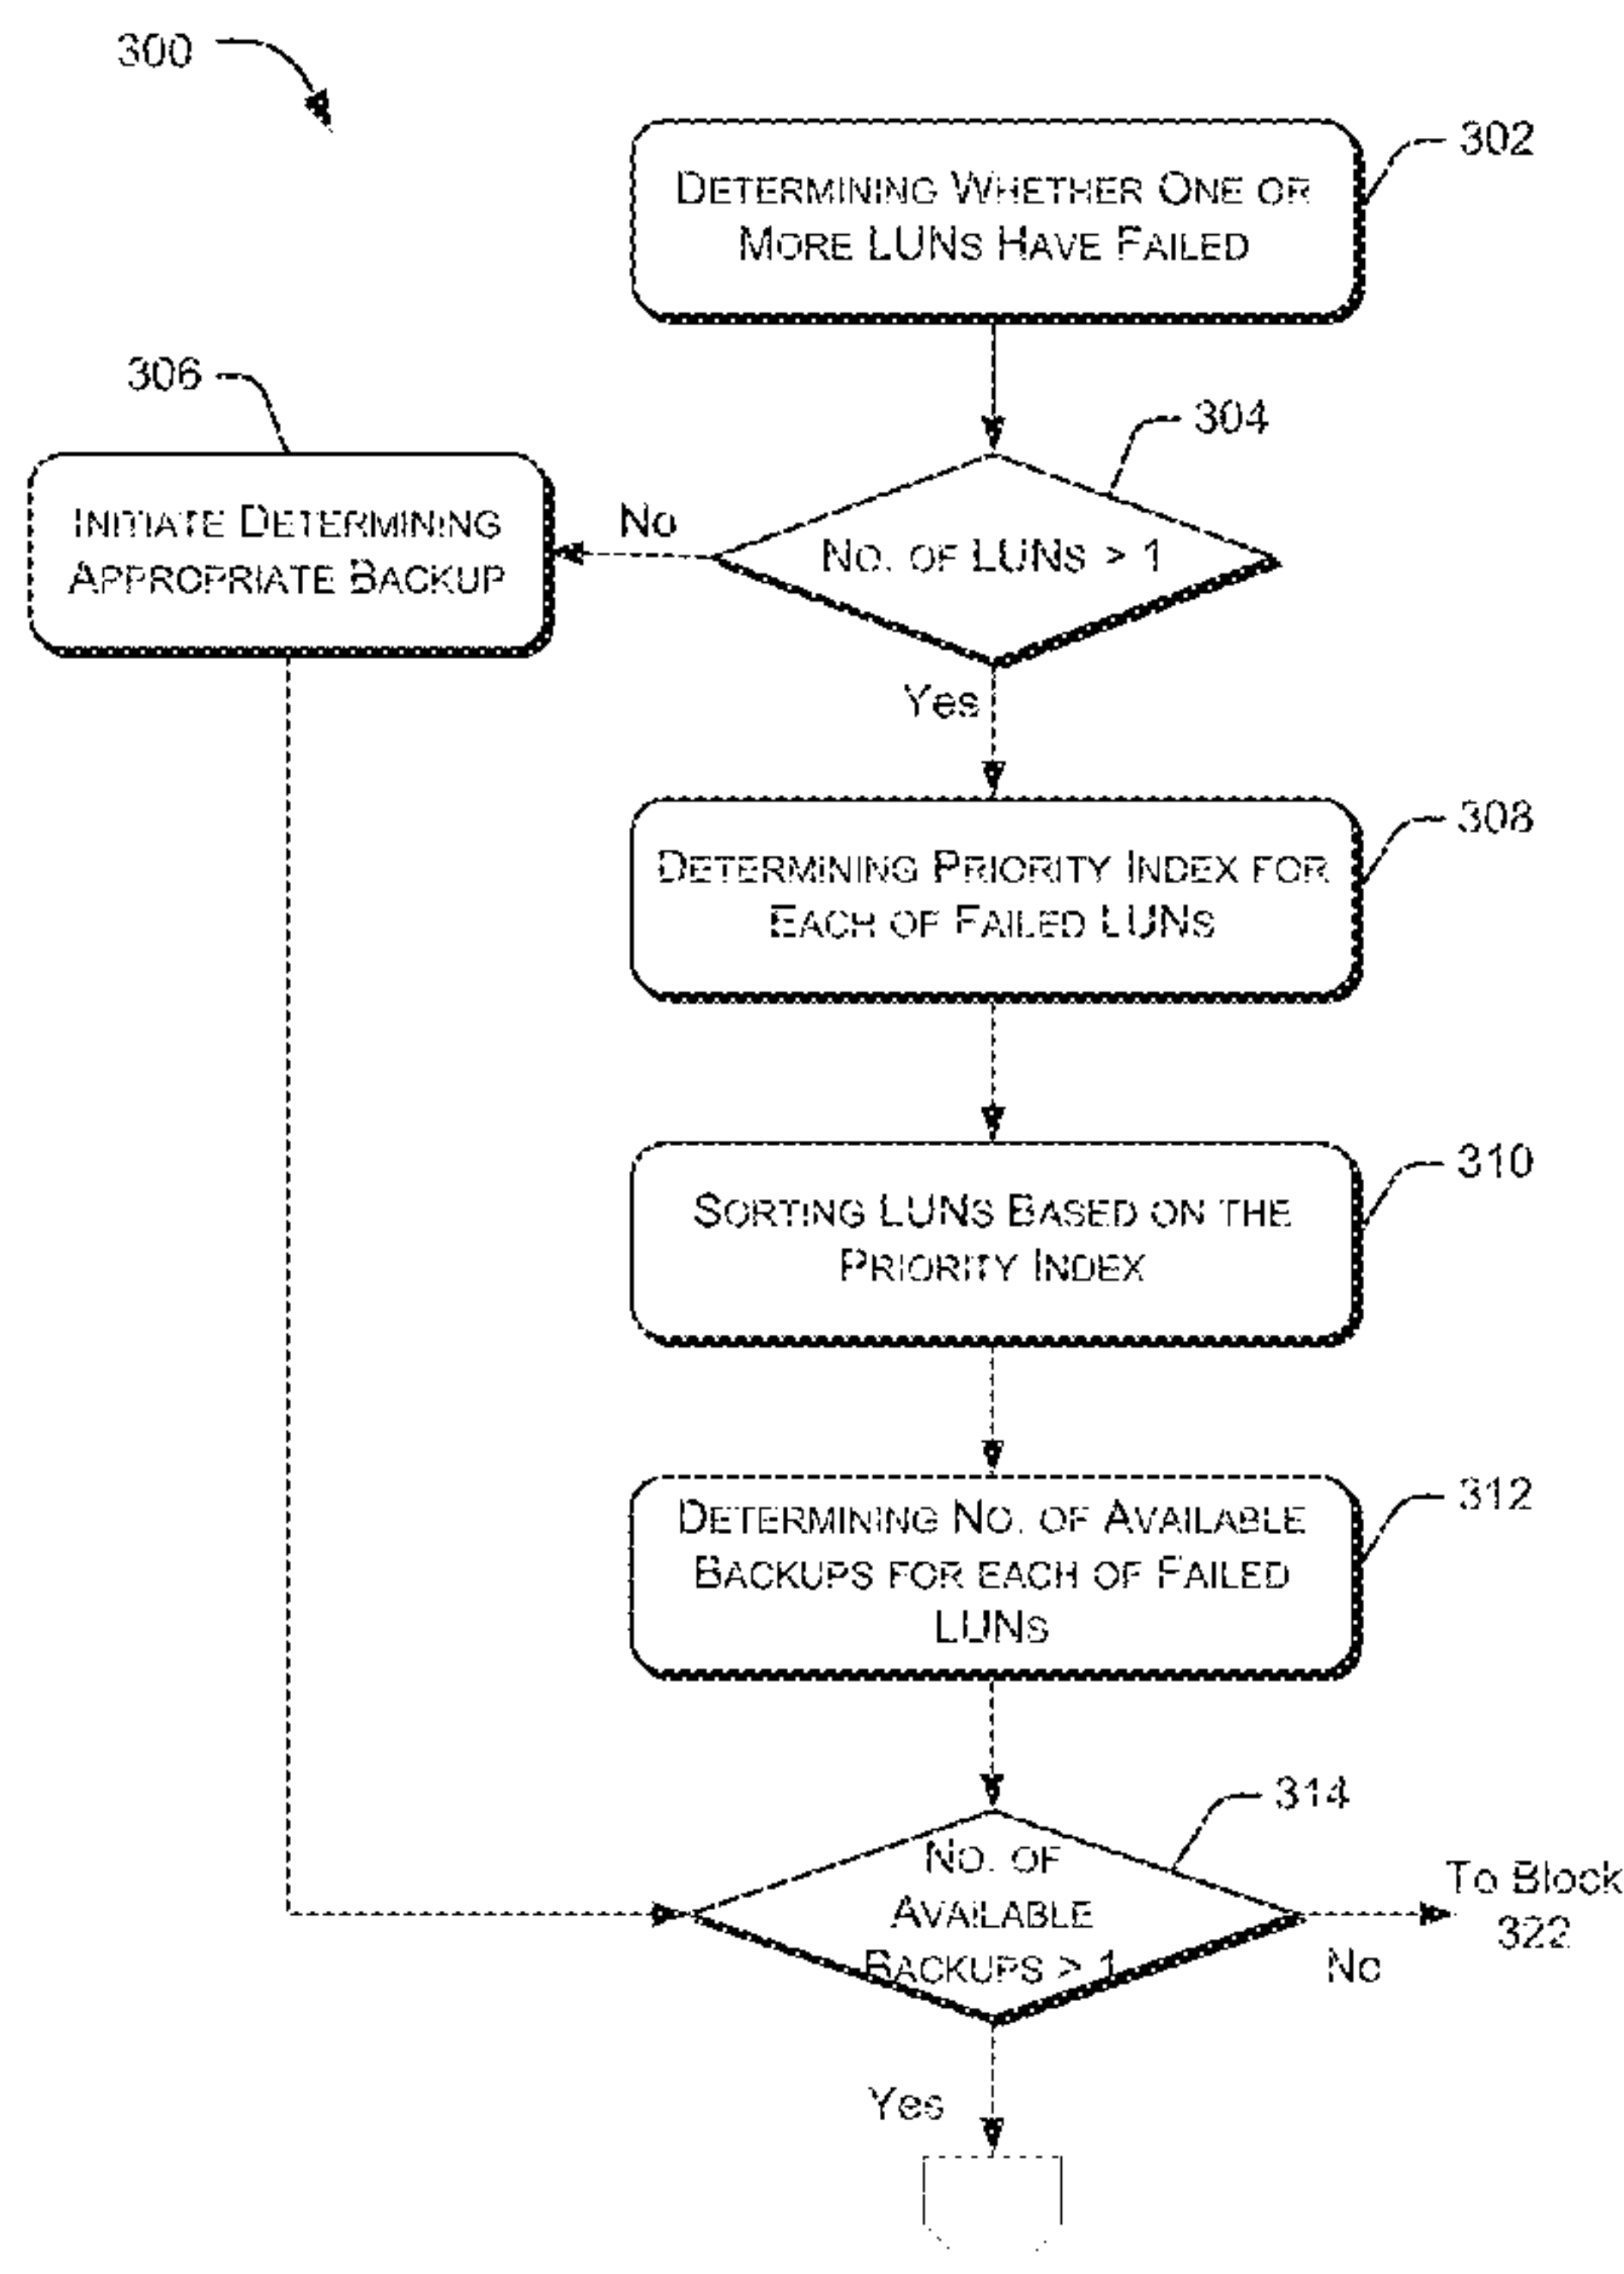 300
302
DETERMINING WHETHER ONE OR
MORE LUNS HAVE FAILED
306
304
INITIATE DETERMINING
APPROPRIATE BACKUP
No
NO. OF LUNS > 1
Yes
308
DETERMINING PRIORITY INDEX FOR
EACH OF FAILED LUNS
310
SORTING LUNS BASED ON THE
PRIORITY INDEX
312
DETERMINING NO. OF AVAILABLE
BACKUPS FOR EACH OF FAILED
LUNS
314
NO. OF
AVAILABLE
BACKUPS > 1
To Block
322
No
Yes